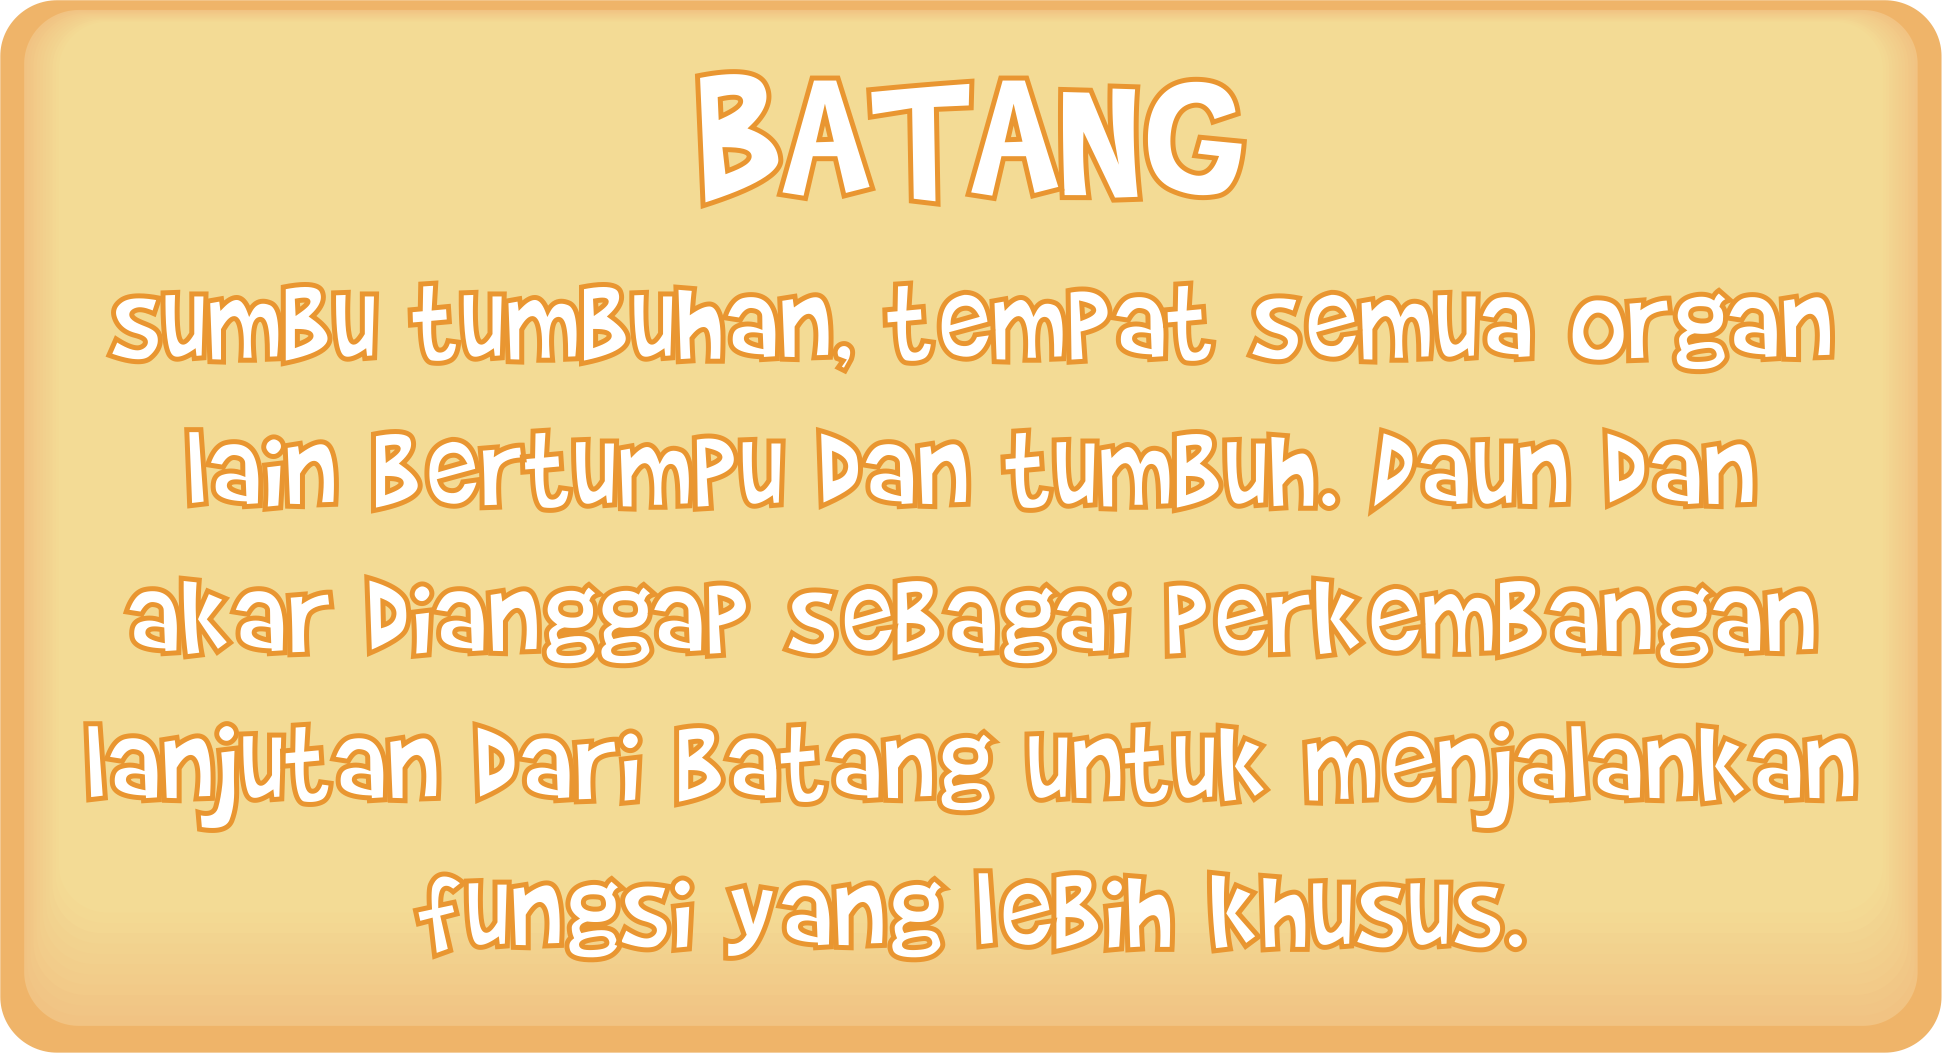 BATANG
sumbu tumbuhan, tempat semua organ
lain bertumpu dan tumbuh. Daun dan
akar dianggap sebagai perkembangan
lanjutan dari batang untuk menjalankan
fungsi yang lebih khusus.